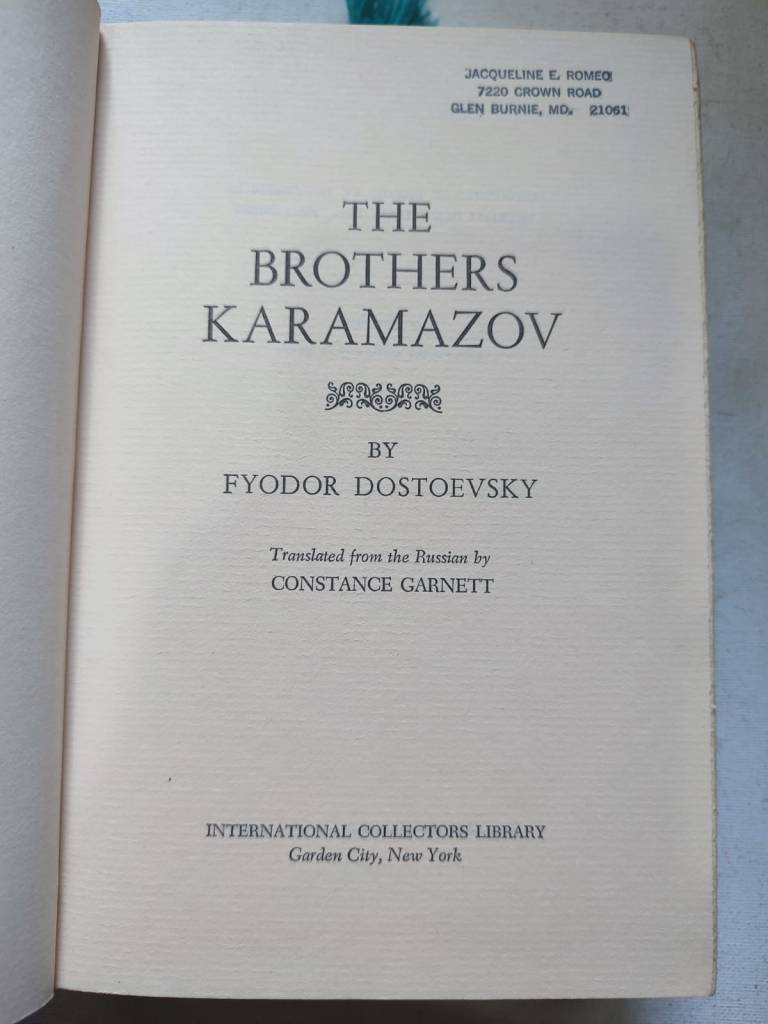 JACQUELINE E. ROMEO
7220 CROWN ROAD
GLEN BURNIE, MD. 21061
THE
BROTHERS
KARAMAZOV
BY
FYODOR DOSTOEVSKY
Translated from the Russian by
CONSTANCE GARNETT
INTERNATIONAL COLLECTORS LIBRARY
Garden City, New York